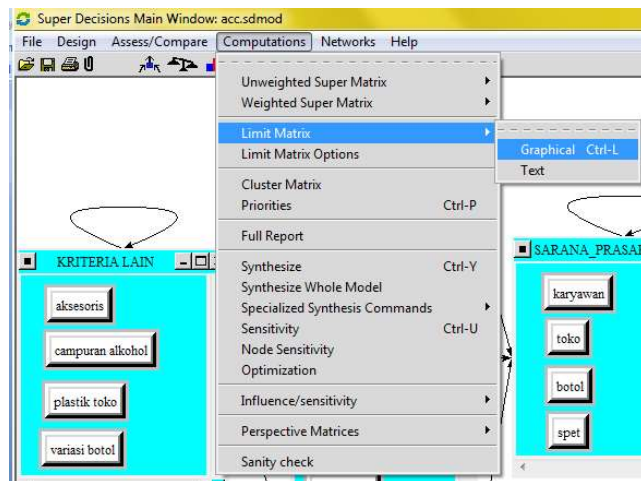 Super Decisions Main Window: acc.sdmod
File Design Assess/Compare Computations Networks Help
Unweighted Super Matrix
Weighted Super Matrix
Limit Matrix
Graphical Ctrl-L
Limit Matrix Options
Text
Cluster Matrix
Priorities Ctrl-P
Full Report
KRITERIA LAIN
SARANA_PRASA
Synthesize Ctrl-Y
Synthesize Whole Model
Specialized Synthesis Commands
Sensitivity Ctrl-U
Node Sensitivity
Optimization
Influence/sensitivity
Perspective Matrices
Sanity check
aksesoris
campuran alkohol
plastik toko
variasi botol
karyawan
toko
botol
spet